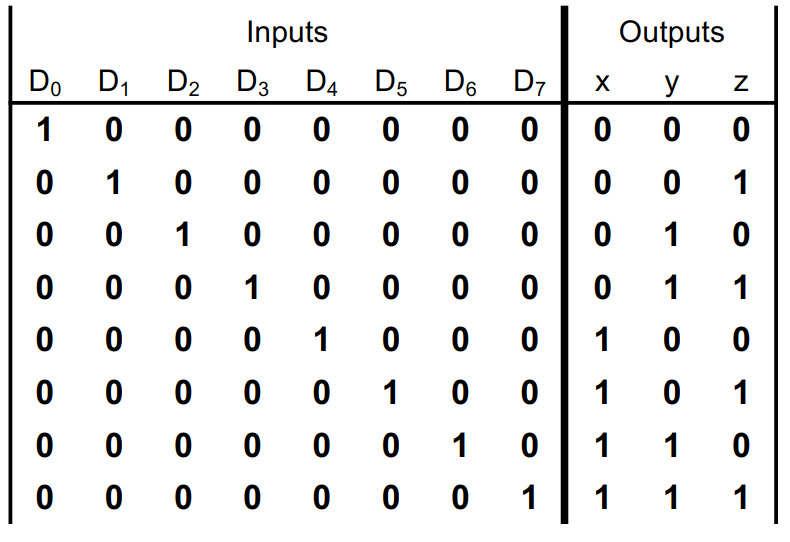 Inputs Outputs
D₀ D₁ D₂ D₃ D₄ D₅ D₆ D₇ x y z
1 0 0 0 0 0 0 0 0 0 0
0 1 0 0 0 0 0 0 0 0 1
0 0 1 0 0 0 0 0 0 1 0
0 0 0 1 0 0 0 0 0 1 1
0 0 0 0 1 0 0 0 1 0 0
0 0 0 0 0 1 0 0 1 0 1
0 0 0 0 0 0 1 0 1 1 0
0 0 0 0 0 0 0 1 1 1 1